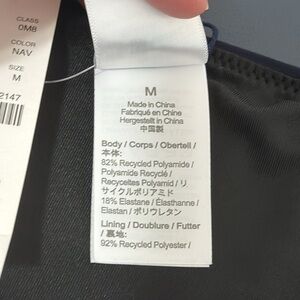 CLASS
0MB
COLOR
NAV
SIZE
M
2147
M
Made in China
Fabriqué en Chine
Hergestellt in China
中国製
Body / Corps / Oberteil /
本体:
82% Recycled Polyamide /
Polyamide Recyclé /
Recyceltes Polyamid / リ
サイクルポリアミド
18% Elastane / Élasthanne /
Elastan / ポリウレタン
Lining / Doublure / Futter
/ 裏地:
92% Recycled Polyester /